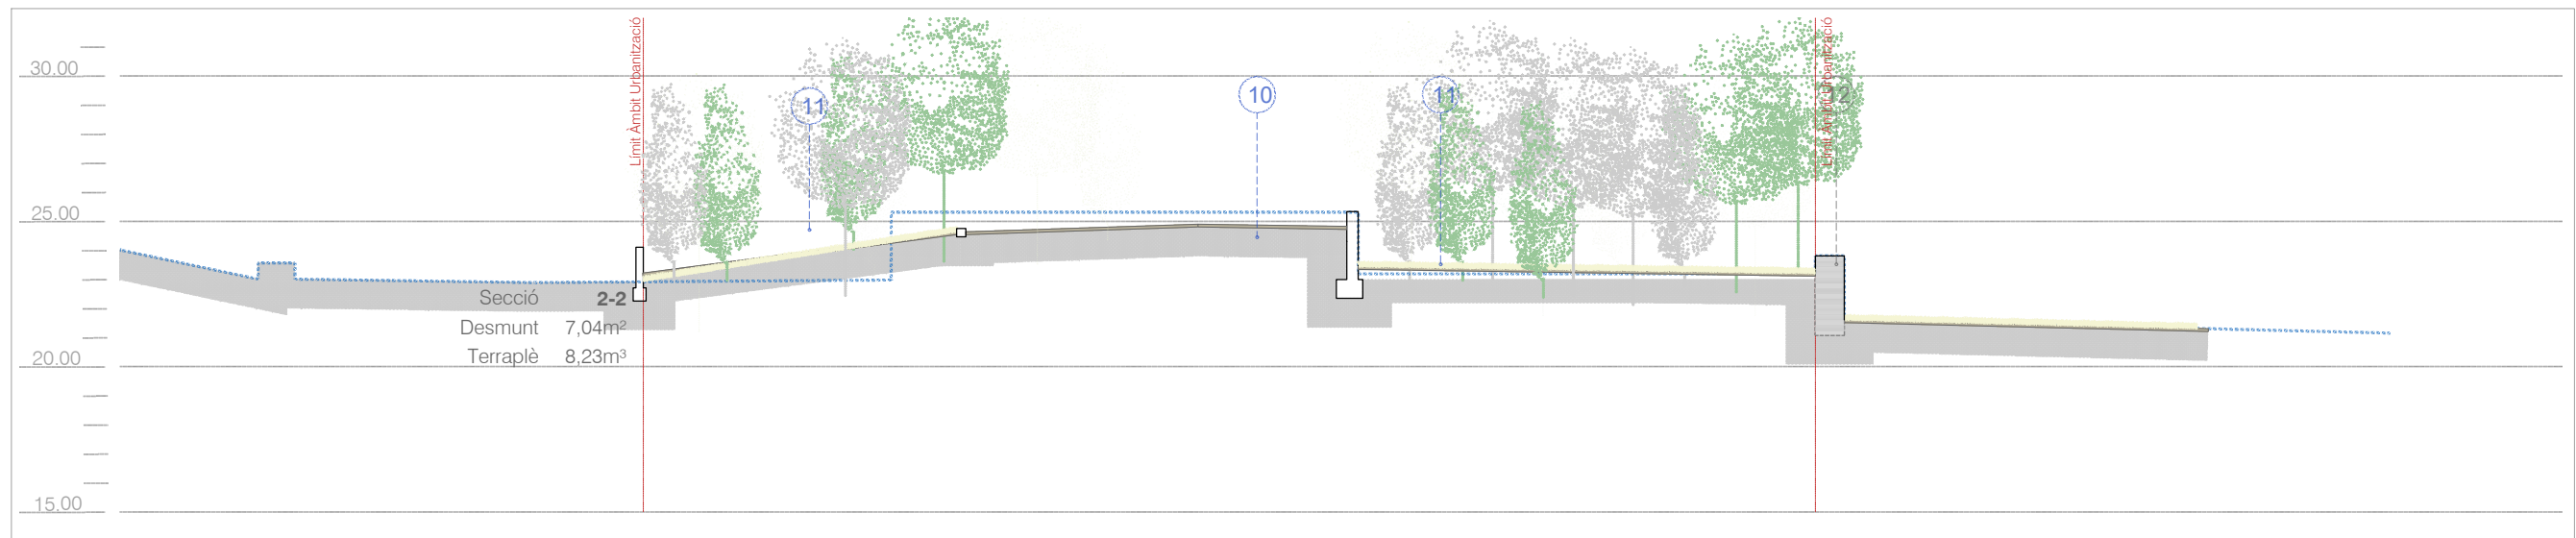 Límit Àmbit Urbanització
Límit Àmbit Urbanització
30.00
11
10
11
12
25.00
Secció 2-2
Desmunt 7,04m²
Terraplè 8,23m³
20.00
15.00